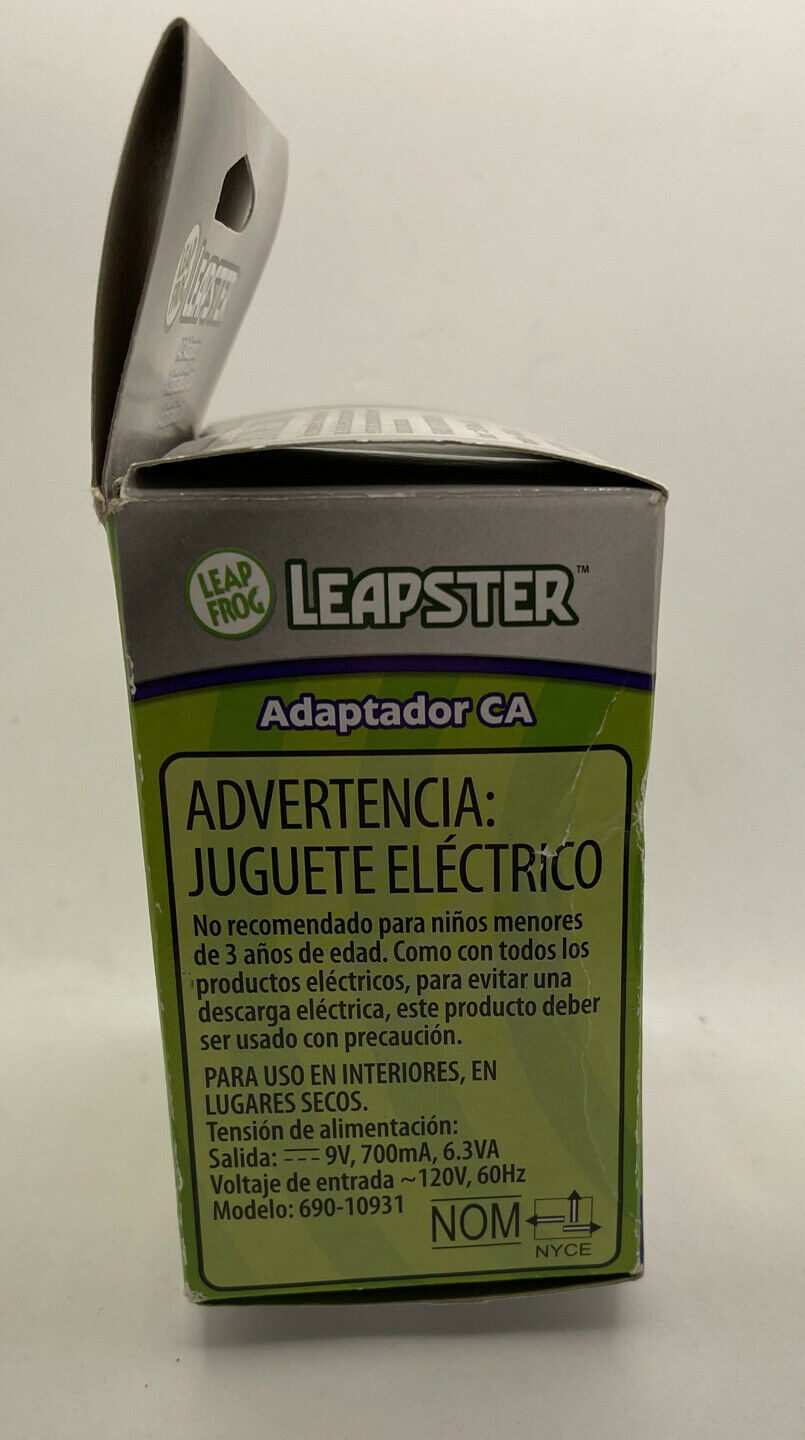 LEAPSTER
LEAP
FROG
LEAPSTER™
Adaptador CA
ADVERTENCIA:
JUGUETE ELÉCTRICO
No recomendado para niños menores
de 3 años de edad. Como con todos los
productos eléctricos, para evitar una
descarga eléctrica, este producto deber
ser usado con precaución.
PARA USO EN INTERIORES, EN
LUGARES SECOS.
Tensión de alimentación:
Salida: ⎓ 9V, 700mA, 6.3VA
Voltaje de entrada ~120V, 60Hz
Modelo: 690-10931
NOM
NYCE